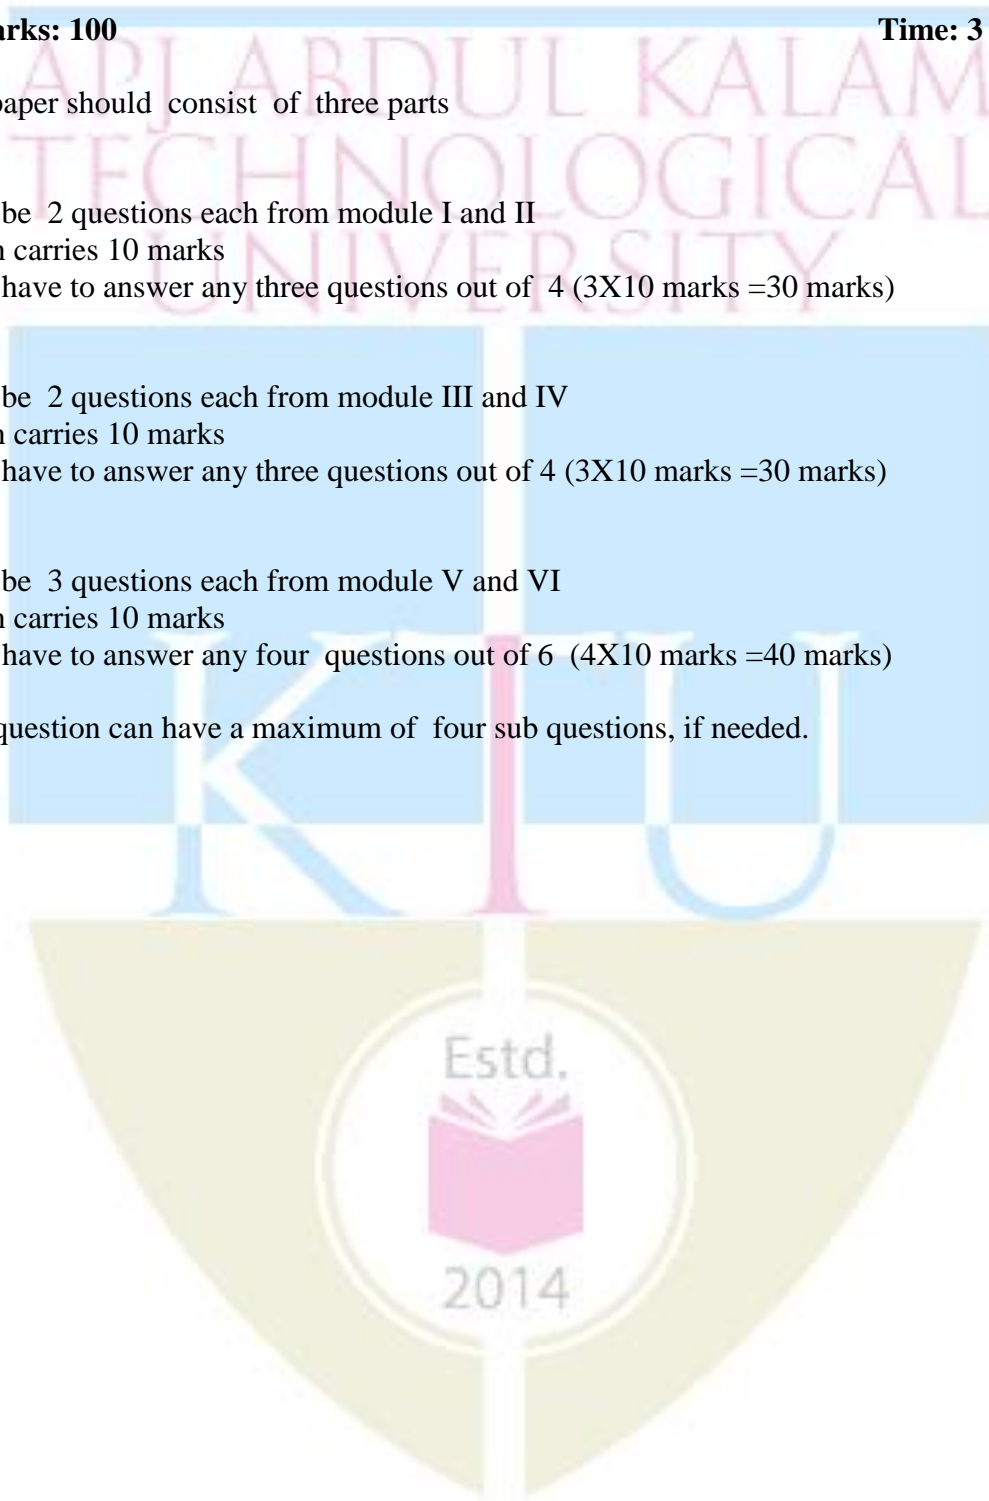 arks: 100 Time: 3
APJ ABDUL KALAM
paper should consist of three parts
TECHNOLOGICAL
be 2 questions each from module I and II
n carries 10 marks
UNIVERSITY
have to answer any three questions out of 4 (3X10 marks =30 marks)
be 2 questions each from module III and IV
n carries 10 marks
have to answer any three questions out of 4 (3X10 marks =30 marks)
be 3 questions each from module V and VI
n carries 10 marks
have to answer any four questions out of 6 (4X10 marks =40 marks)
question can have a maximum of four sub questions, if needed.
KTU
Estd.
2014